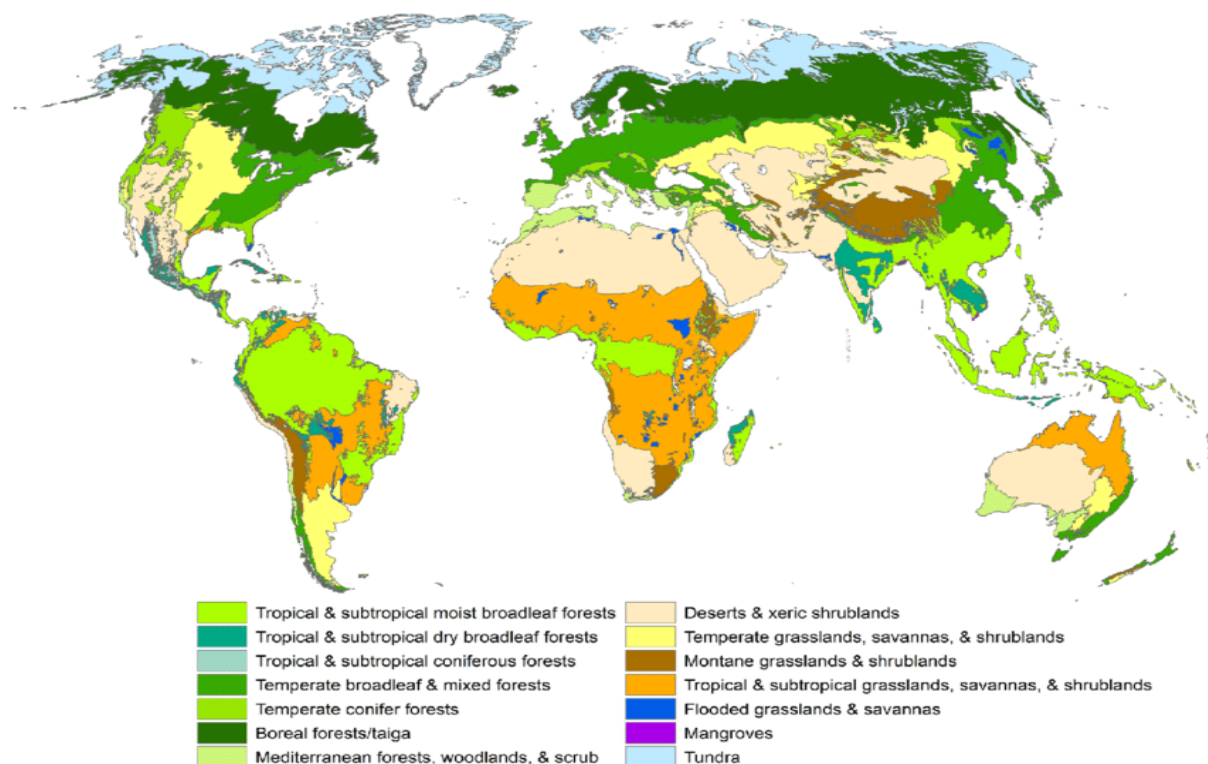 Tropical & subtropical moist broadleaf forests
Tropical & subtropical dry broadleaf forests
Tropical & subtropical coniferous forests
Temperate broadleaf & mixed forests
Temperate conifer forests
Boreal forests/taiga
Mediterranean forests, woodlands, & scrub
Deserts & xeric shrublands
Temperate grasslands, savannas, & shrublands
Montane grasslands & shrublands
Tropical & subtropical grasslands, savannas, & shrublands
Flooded grasslands & savannas
Mangroves
Tundra